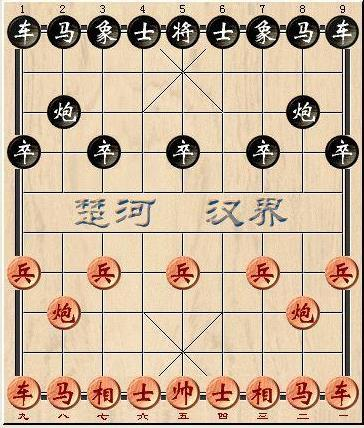 1 2 3 4 5 6 7 8 9
车 马 象 士 将 士 象 马 车
炮 炮
卒 卒 卒 卒 卒
楚河 汉界
兵 兵 兵 兵 兵
炮 炮
车 马 相 士 帅 士 相 马 车
九 八 七 六 五 四 三 二 一